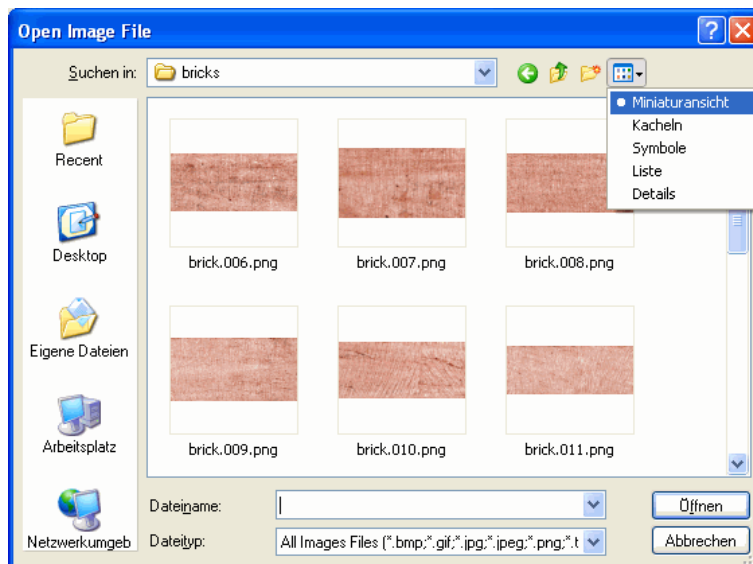 Open Image File
Suchen in: bricks
Miniaturansicht
Kacheln
Symbole
Liste
Details
Recent
Desktop
Eigene Dateien
Arbeitsplatz
Netzwerkumgeb
brick.006.png brick.007.png brick.008.png
brick.009.png brick.010.png brick.011.png
Dateiname: Öffnen
Dateityp: All Images Files (*.bmp;*.gif;*.jpg;*.jpeg;*.png;*.t Abbrechen